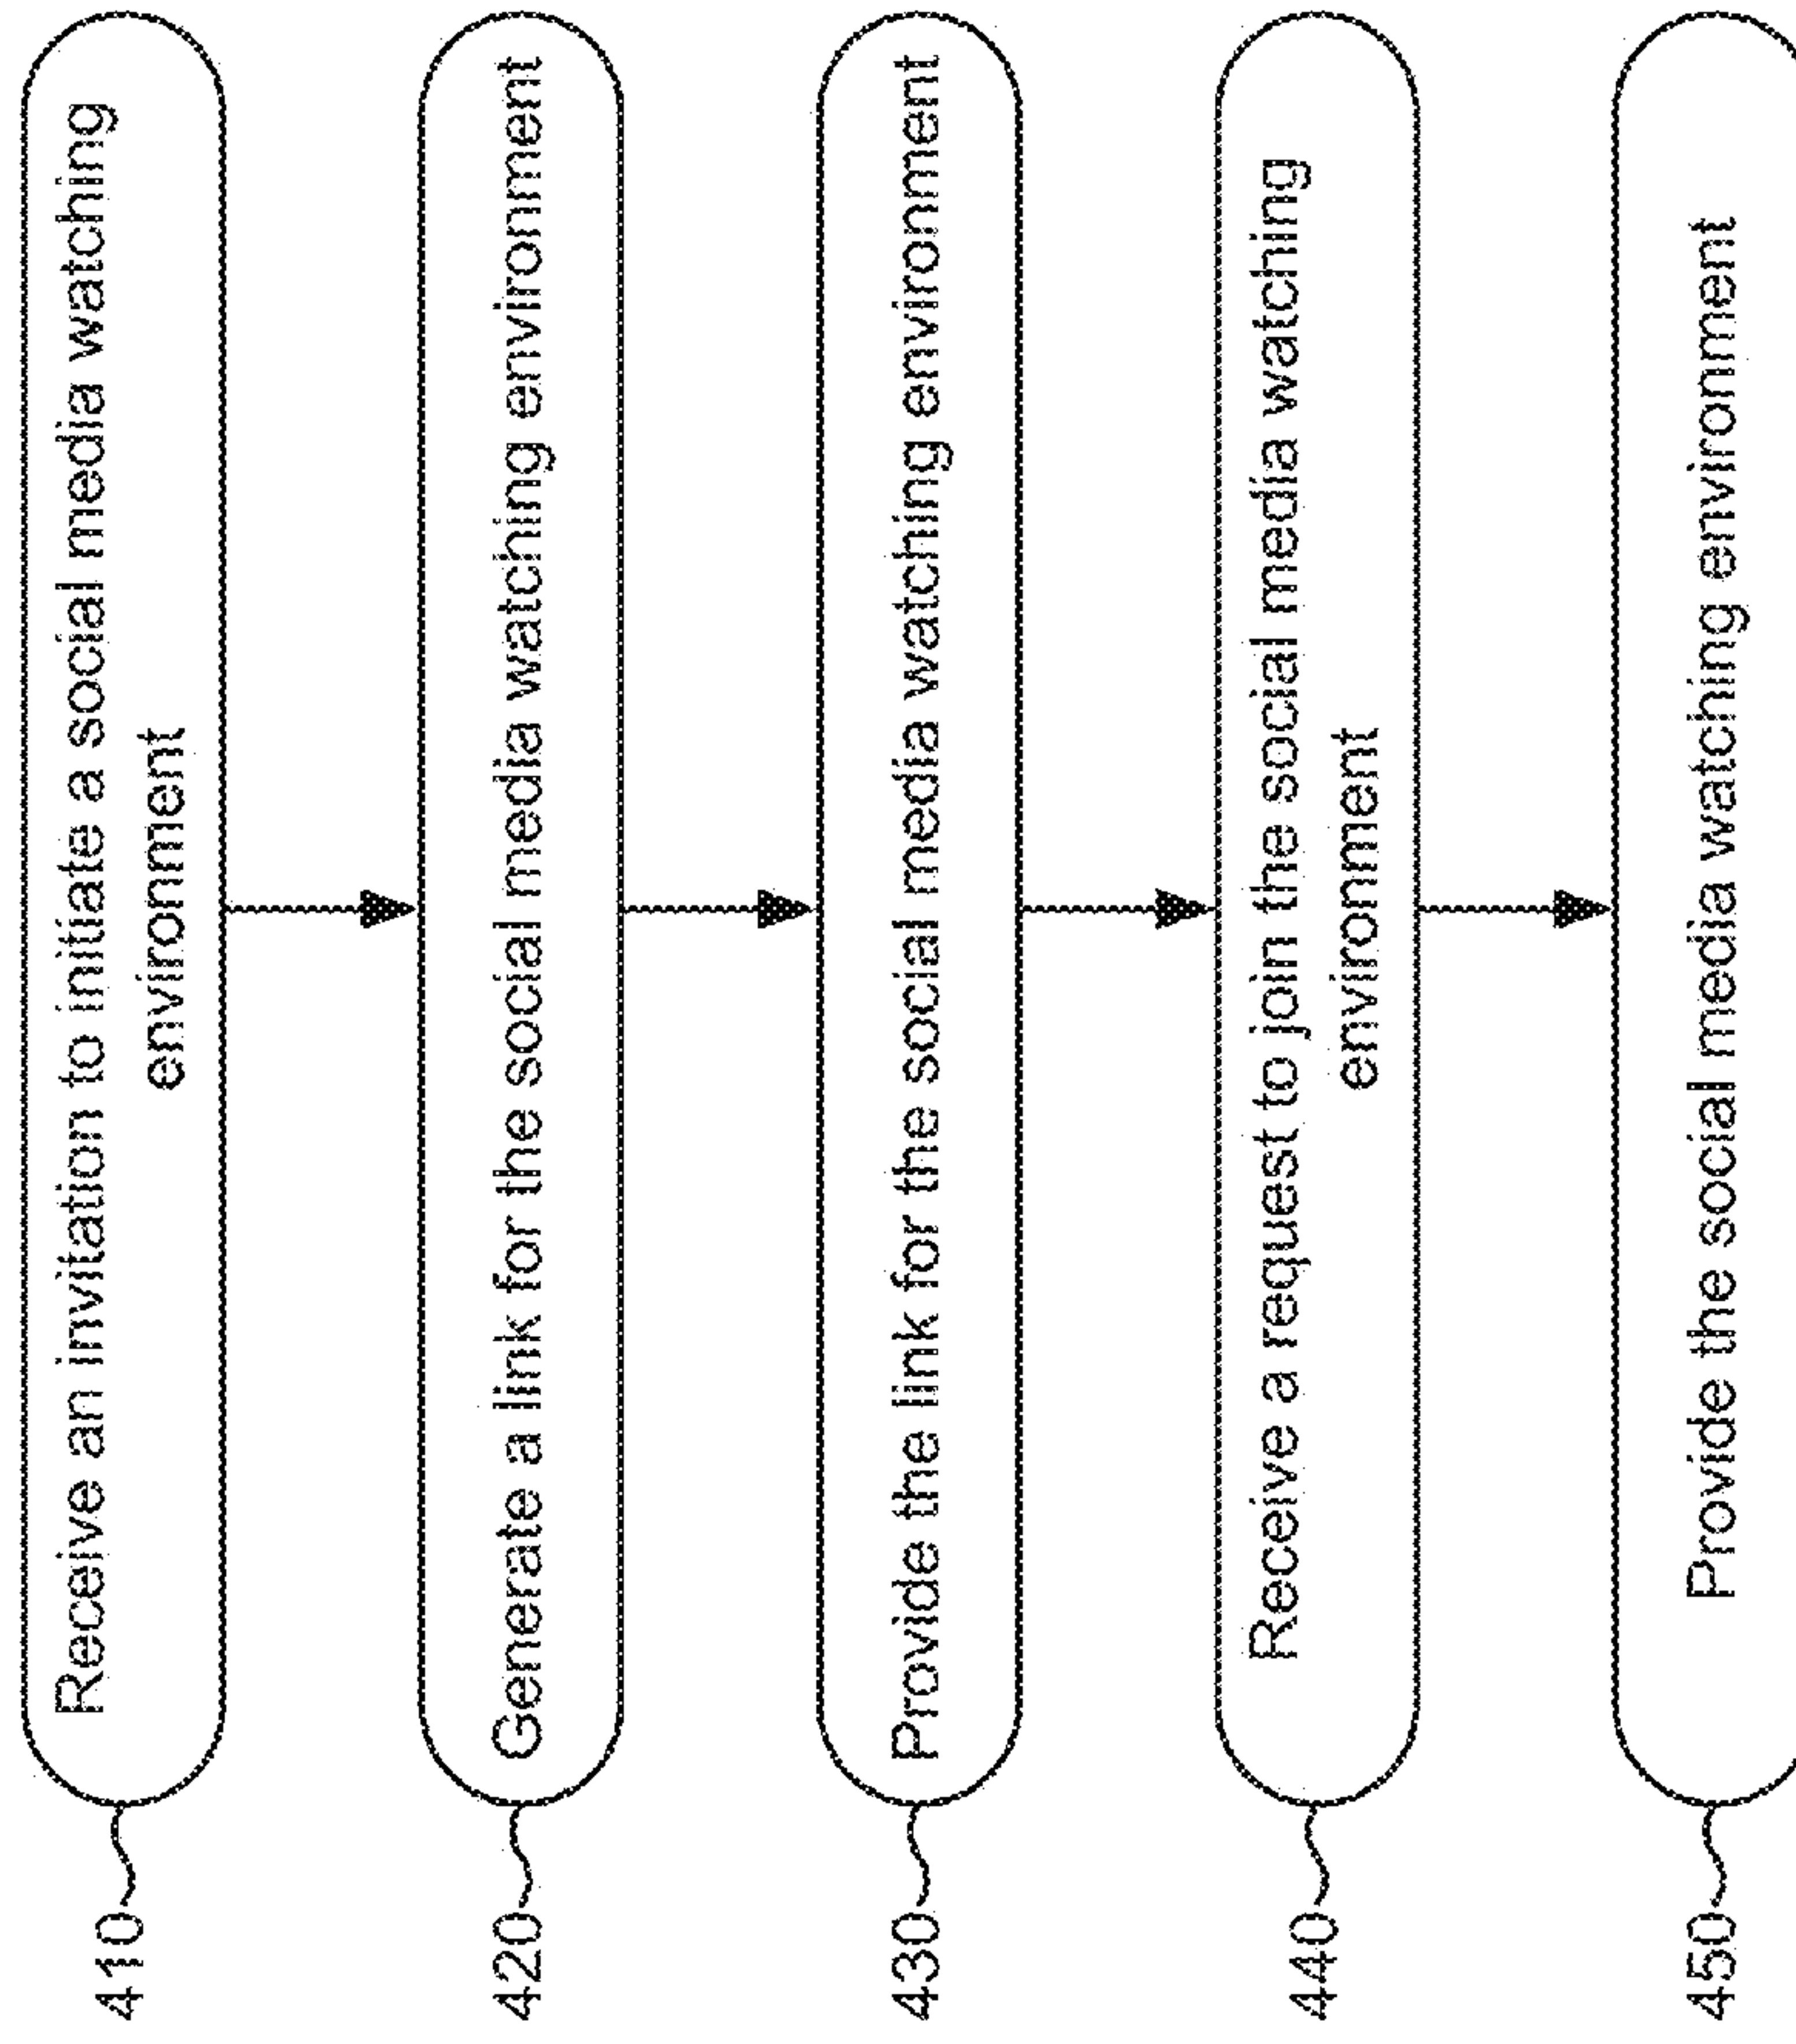 410
Receive an invitation to initiate a social media watching
environment
420
Generate a link for the social media watching environment
430
Provide the link for the social media watching environment
440
Receive a request to join the social media watching
environment
450
Provide the social media watching environment